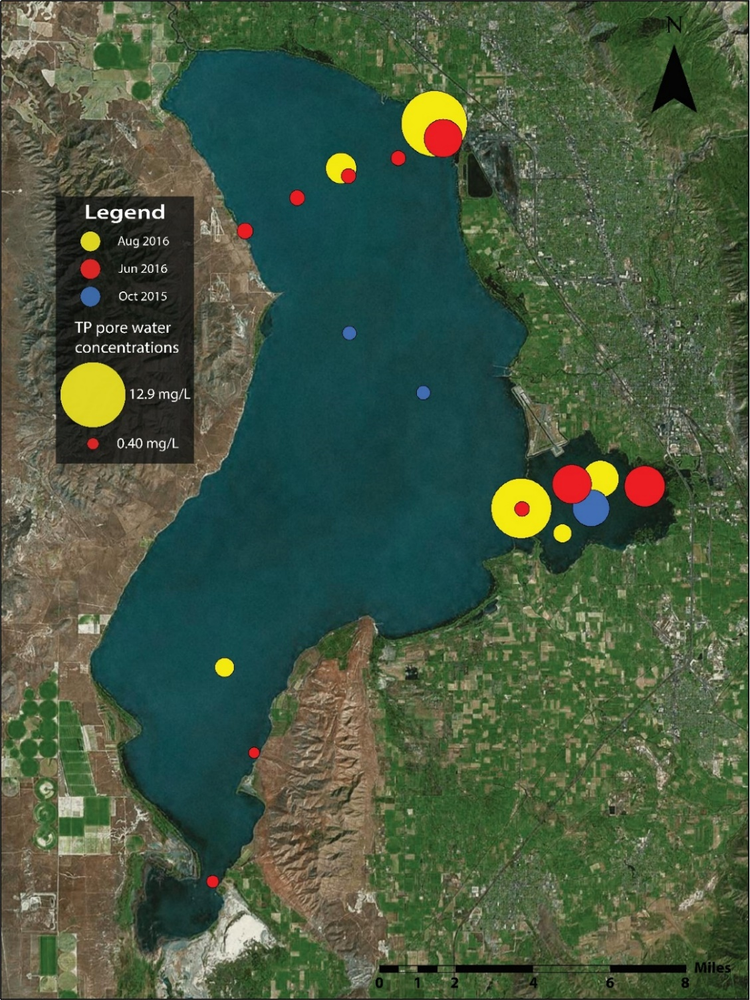 N
Legend
Aug 2016
Jun 2016
Oct 2015
TP pore water
concentrations
12.9 mg/L
0.40 mg/L
Miles
0 1 2 4 6 8